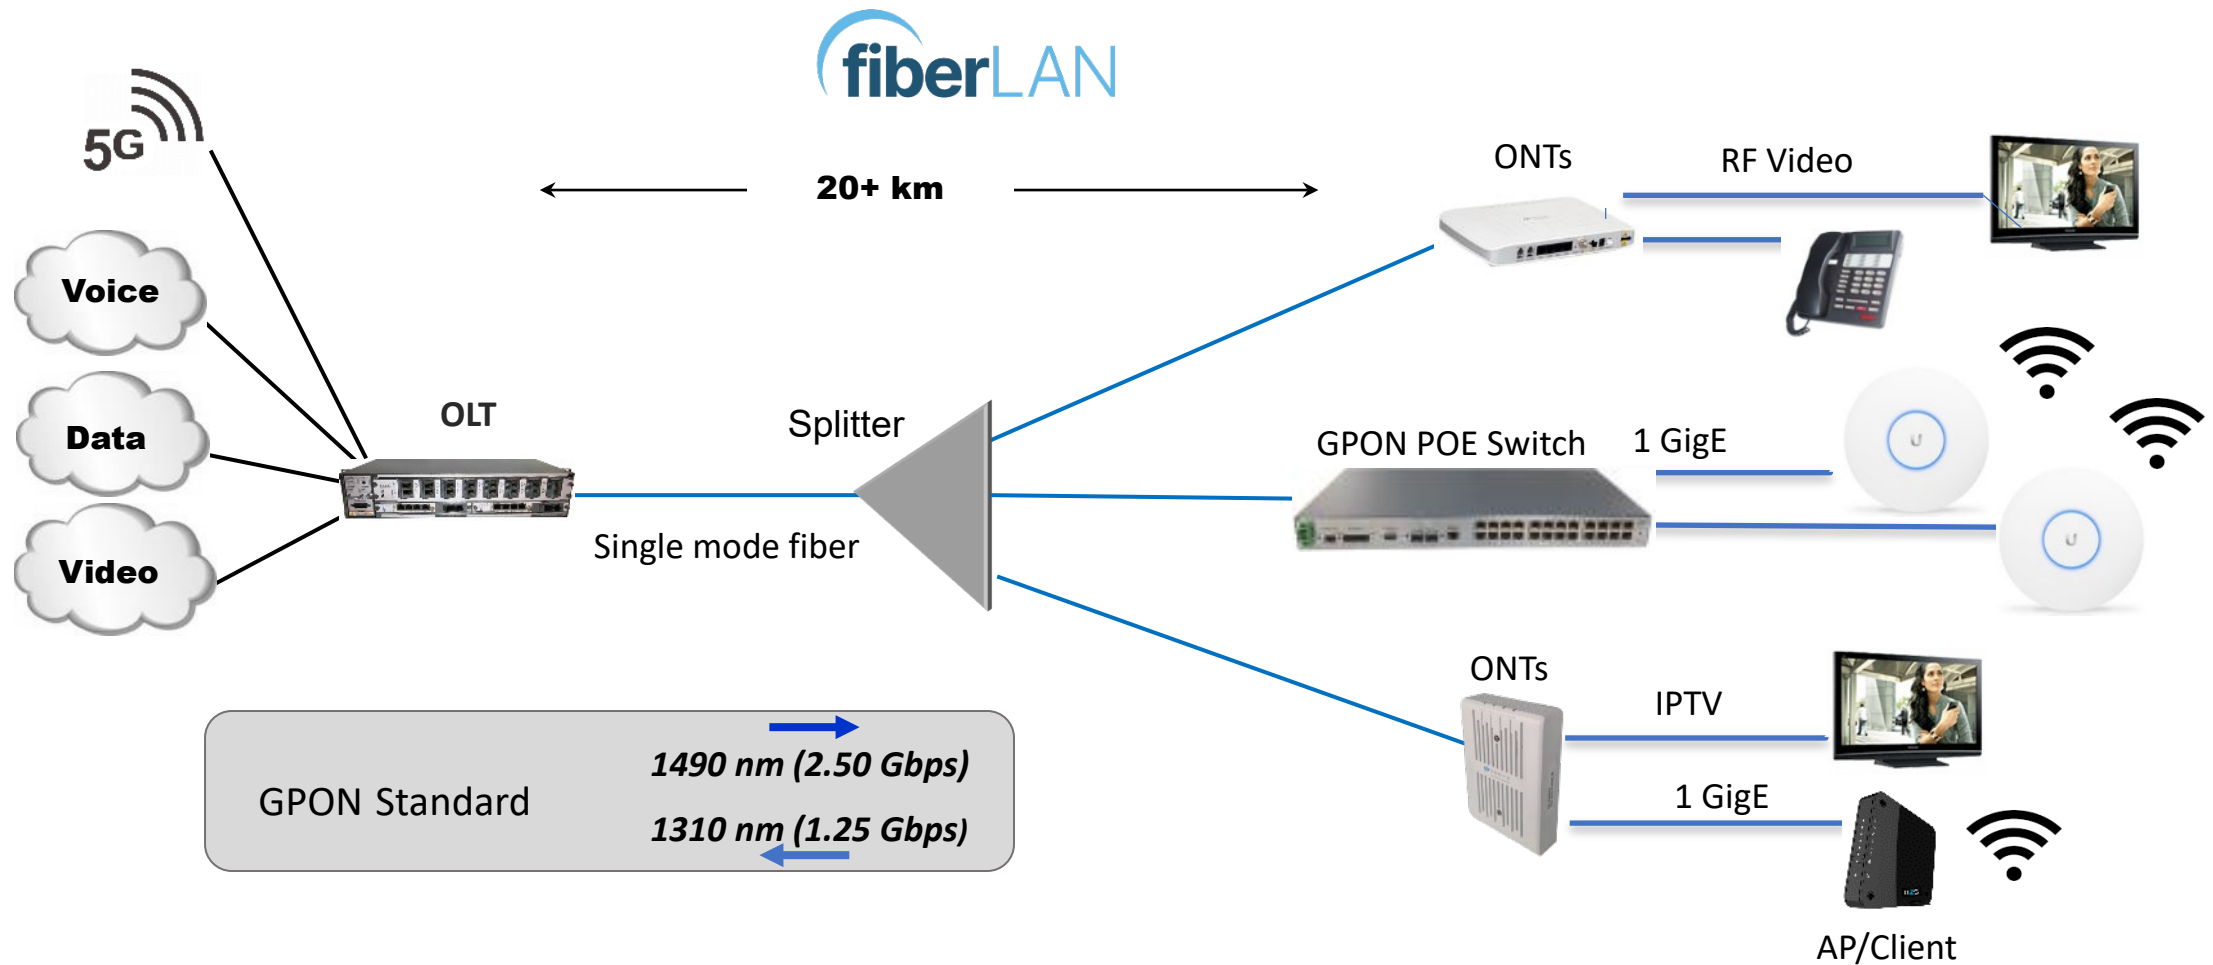 fiberLAN
5G
20+ km
ONTs
RF Video
Voice
OLT
Splitter
GPON POE Switch
1 GigE
U
Data
Single mode fiber
U
Video
ONTs
IPTV
1490 nm (2.50 Gbps)
GPON Standard
1310 nm (1.25 Gbps)
1 GigE
AP/Client